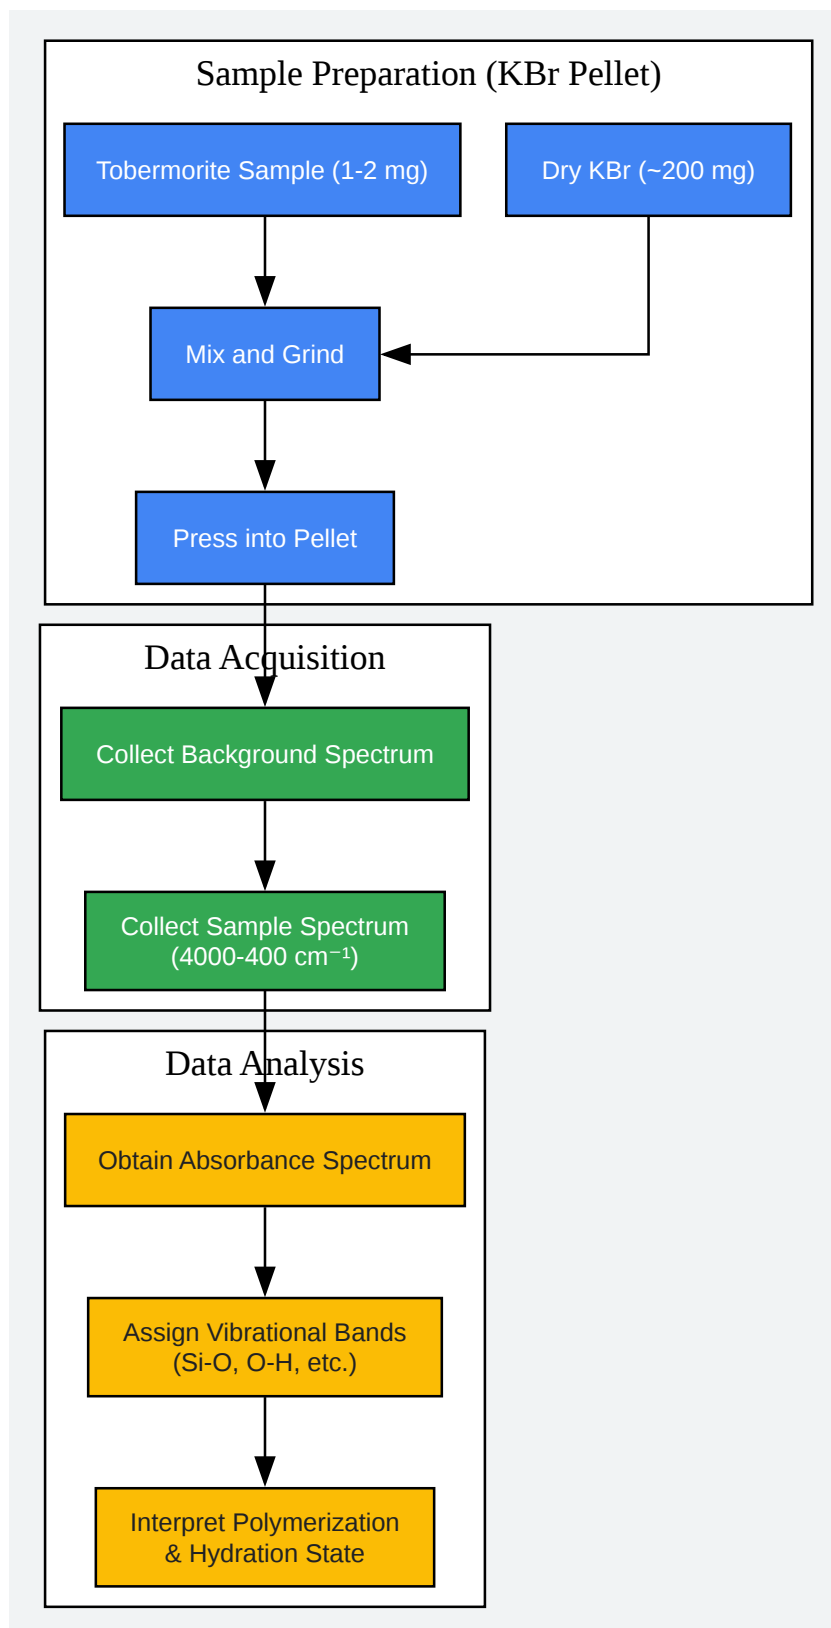 Sample Preparation (KBr Pellet)
Tobermorite Sample (1-2 mg)
Dry KBr (~200 mg)
Mix and Grind
Press into Pellet
Data Acquisition
Collect Background Spectrum
Collect Sample Spectrum
(4000-400 cm⁻¹)
Data Analysis
Obtain Absorbance Spectrum
Assign Vibrational Bands
(Si-O, O-H, etc.)
Interpret Polymerization
& Hydration State